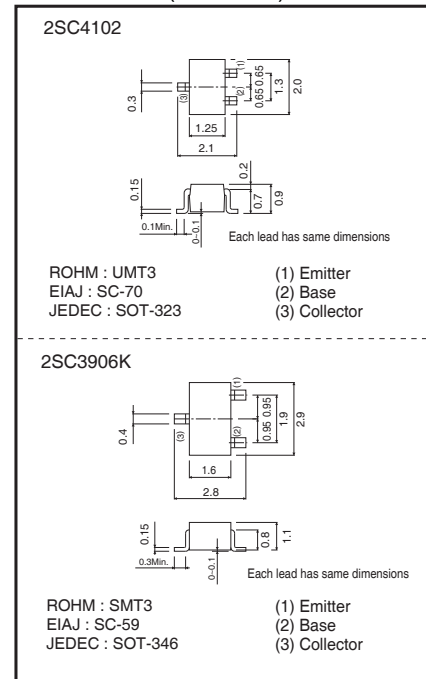 2SC4102
(1)
(2)
(3)
0.65
0.65
1.3
2.0
0.3
1.25
2.1
0.2
0.15
0.7
0.9
0.1Min.
0~0.1
Each lead has same dimensions
ROHM : UMT3
EIAJ : SC-70
JEDEC : SOT-323
(1) Emitter
(2) Base
(3) Collector
2SC3906K
(1)
(2)
(3)
0.95
0.95
1.9
2.9
0.4
1.6
2.8
0.15
0.8
1.1
0.3Min.
0~0.1
Each lead has same dimensions
ROHM : SMT3
EIAJ : SC-59
JEDEC : SOT-346
(1) Emitter
(2) Base
(3) Collector